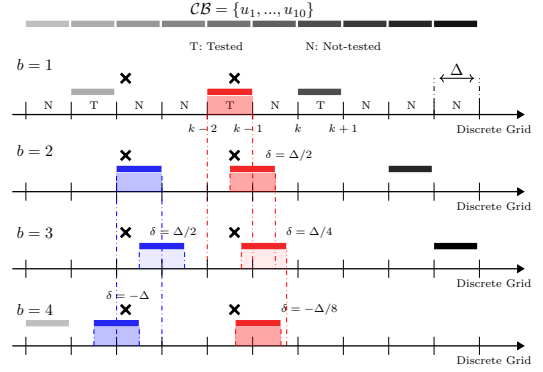 𝒞ℬ = {u₁, ..., u₁₀}
T: Tested N: Not-tested
b = 1
Δ
N T N N T N T N N N
k − 2 k − 1 k k + 1
Discrete Grid
b = 2
δ = Δ/2
Discrete Grid
b = 3
δ = Δ/2 δ = Δ/4
Discrete Grid
b = 4
δ = −Δ δ = −Δ/8
Discrete Grid